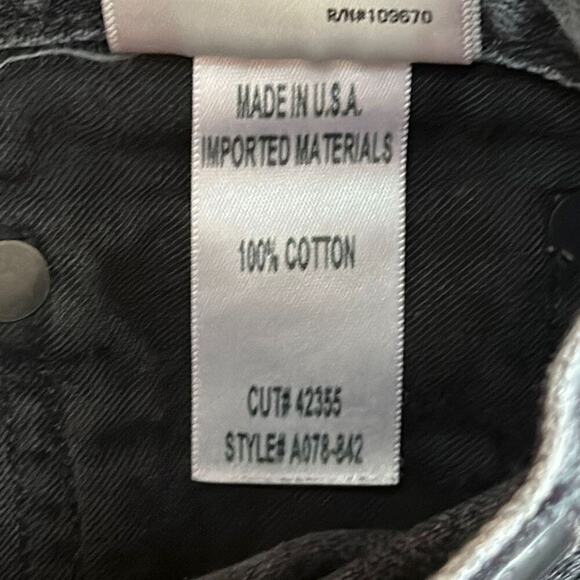 R/N#109670
MADE IN U.S.A.
IMPORTED MATERIALS
100% COTTON
CUT# 42355
STYLE# A078-842